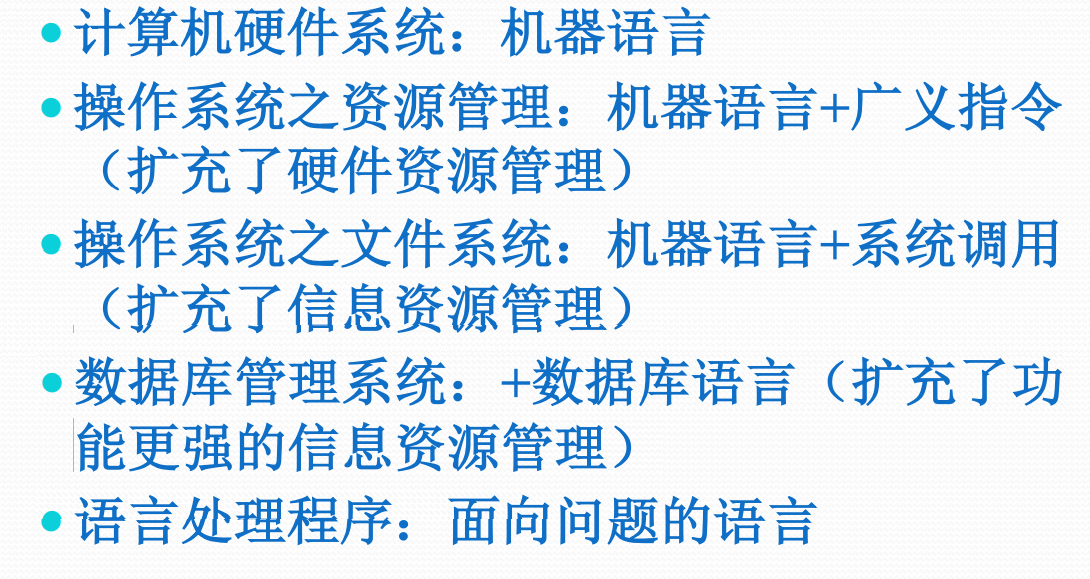 •计算机硬件系统：机器语言
•操作系统之资源管理：机器语言+广义指令
（扩充了硬件资源管理）
•操作系统之文件系统：机器语言+系统调用
（扩充了信息资源管理）
•数据库管理系统：+数据库语言（扩充了功
能更强的信息资源管理）
•语言处理程序：面向问题的语言